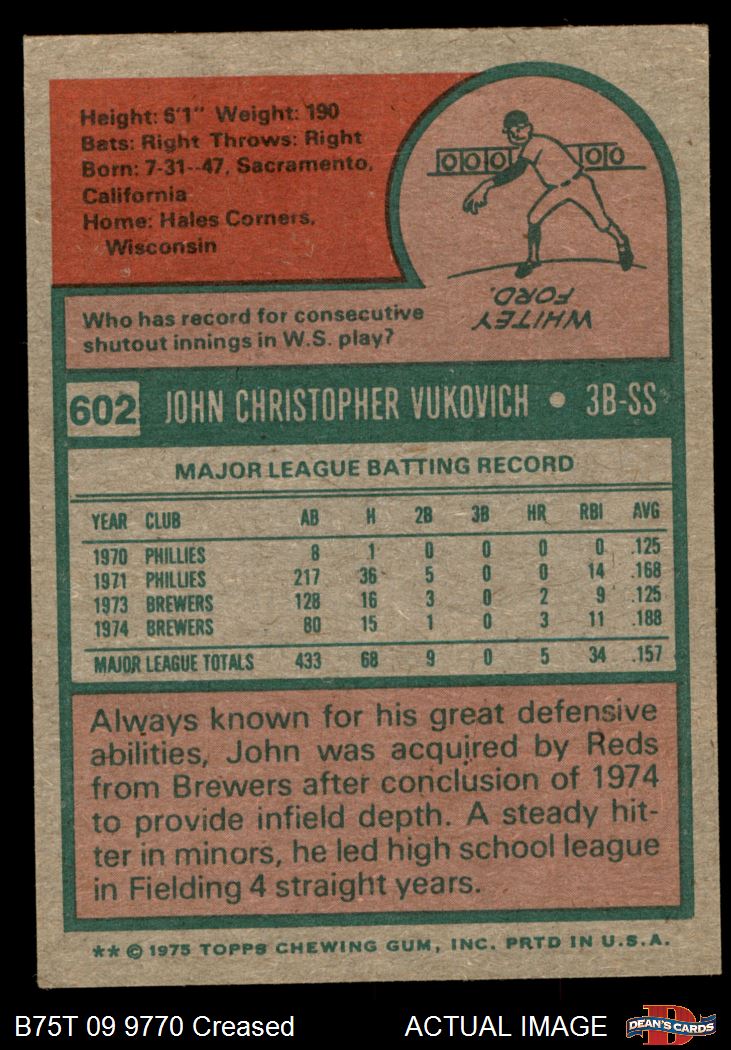 Height: 6'1" Weight: 190
Bats: Right Throws: Right
Born: 7-31--47, Sacramento,
California
Home: Hales Corners,
Wisconsin
0 0 0 0 0 0
WHITEY
FORD.
Who has record for consecutive
shutout innings in W.S. play?
602 JOHN CHRISTOPHER VUKOVICH • 3B-SS
MAJOR LEAGUE BATTING RECORD
YEAR CLUB AB H 2B 3B HR RBI AVG
1970 PHILLIES 8 1 0 0 0 0 .125
1971 PHILLIES 217 36 5 0 0 14 .168
1973 BREWERS 128 16 3 0 2 9 .125
1974 BREWERS 80 15 1 0 3 11 .188
MAJOR LEAGUE TOTALS 433 68 9 0 5 34 .157
Always known for his great defensive
abilities, John was acquired by Reds
from Brewers after conclusion of 1974
to provide infield depth. A steady hit-
ter in minors, he led high school league
in Fielding 4 straight years.
** © 1975 TOPPS CHEWING GUM, INC. PRTD IN U.S.A.
B75T 09 9770 Creased ACTUAL IMAGE
D
DEAN'S CARDS